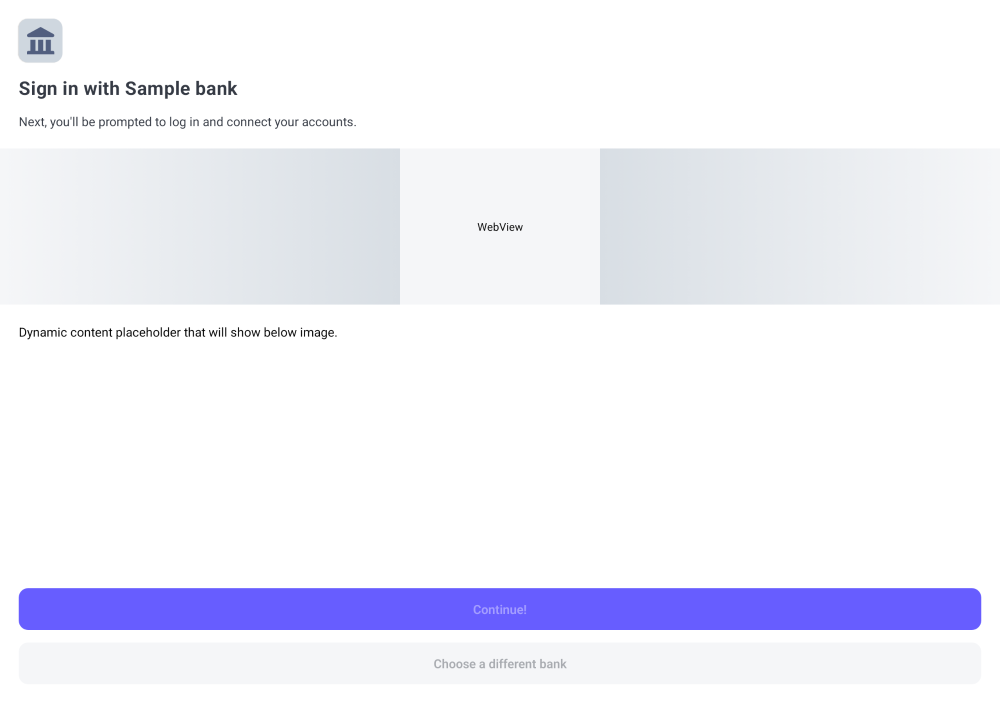 Sign in with Sample bank
Next, you'll be prompted to log in and connect your accounts.
WebView
Dynamic content placeholder that will show below image.
Continue!
Choose a different bank